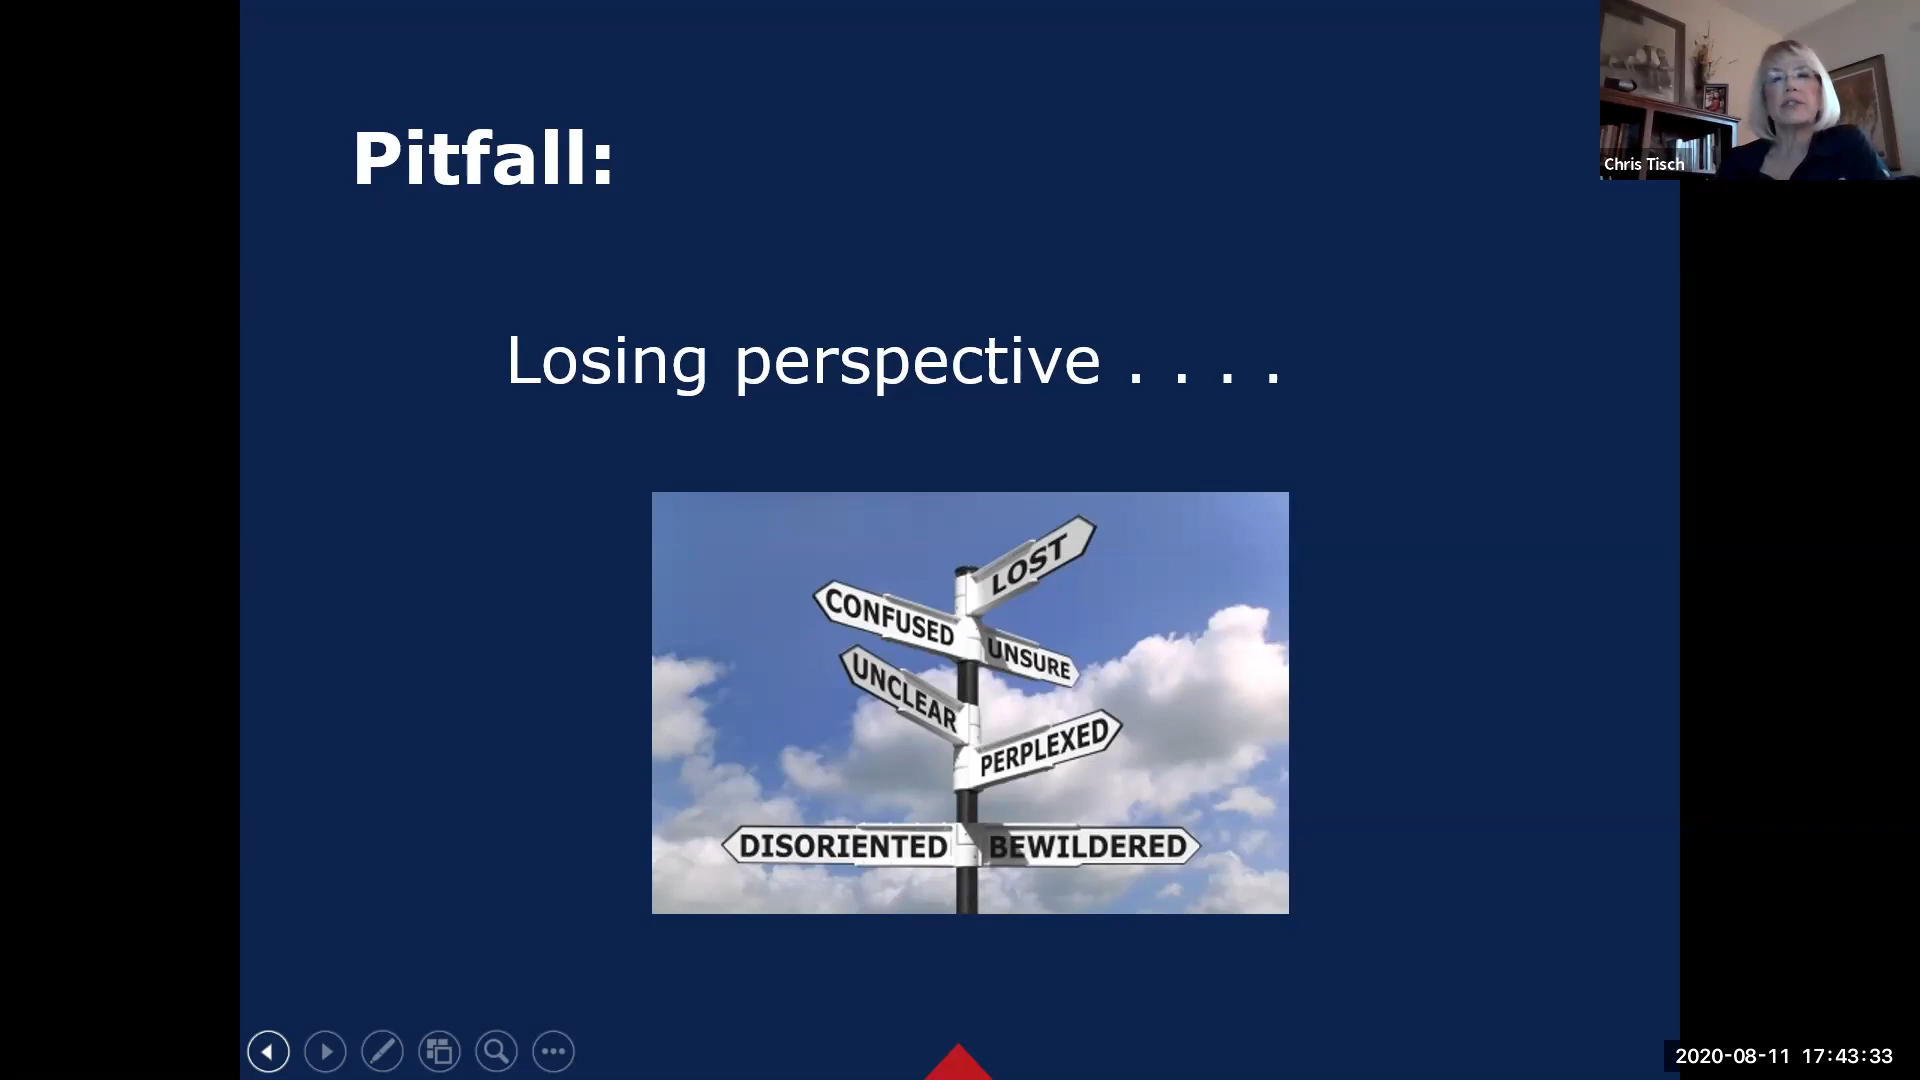 Pitfall:
Chris Tisch
Losing perspective . . . .
LOST
CONFUSED
UNSURE
UNCLEAR
PERPLEXED
DISORIENTED
BEWILDERED
2020-08-11 17:43:33